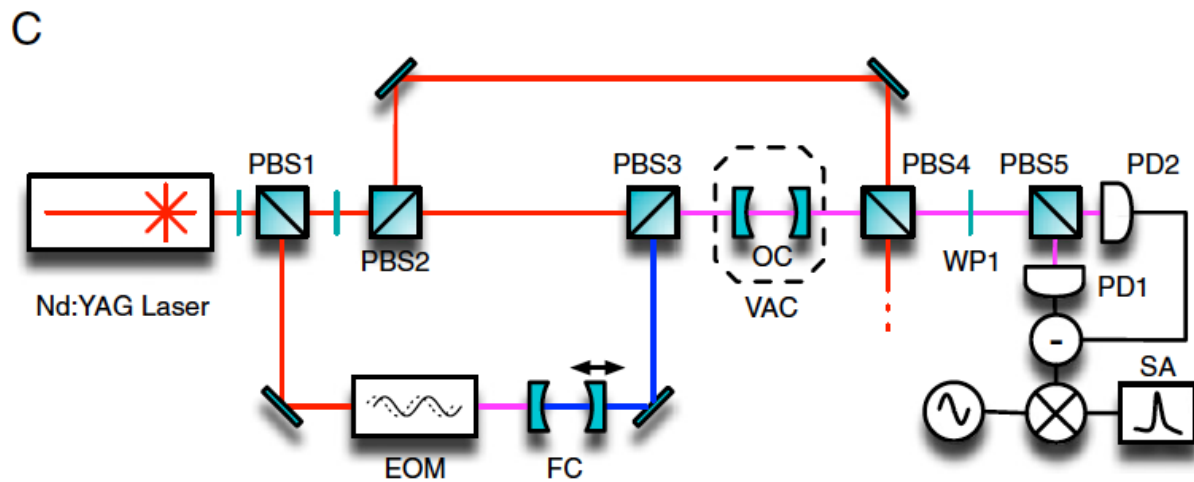 C
PBS1
PBS3
PBS4
PBS5
PD2
PBS2
OC
WP1
Nd:YAG Laser
VAC
PD1
-
SA
EOM
FC